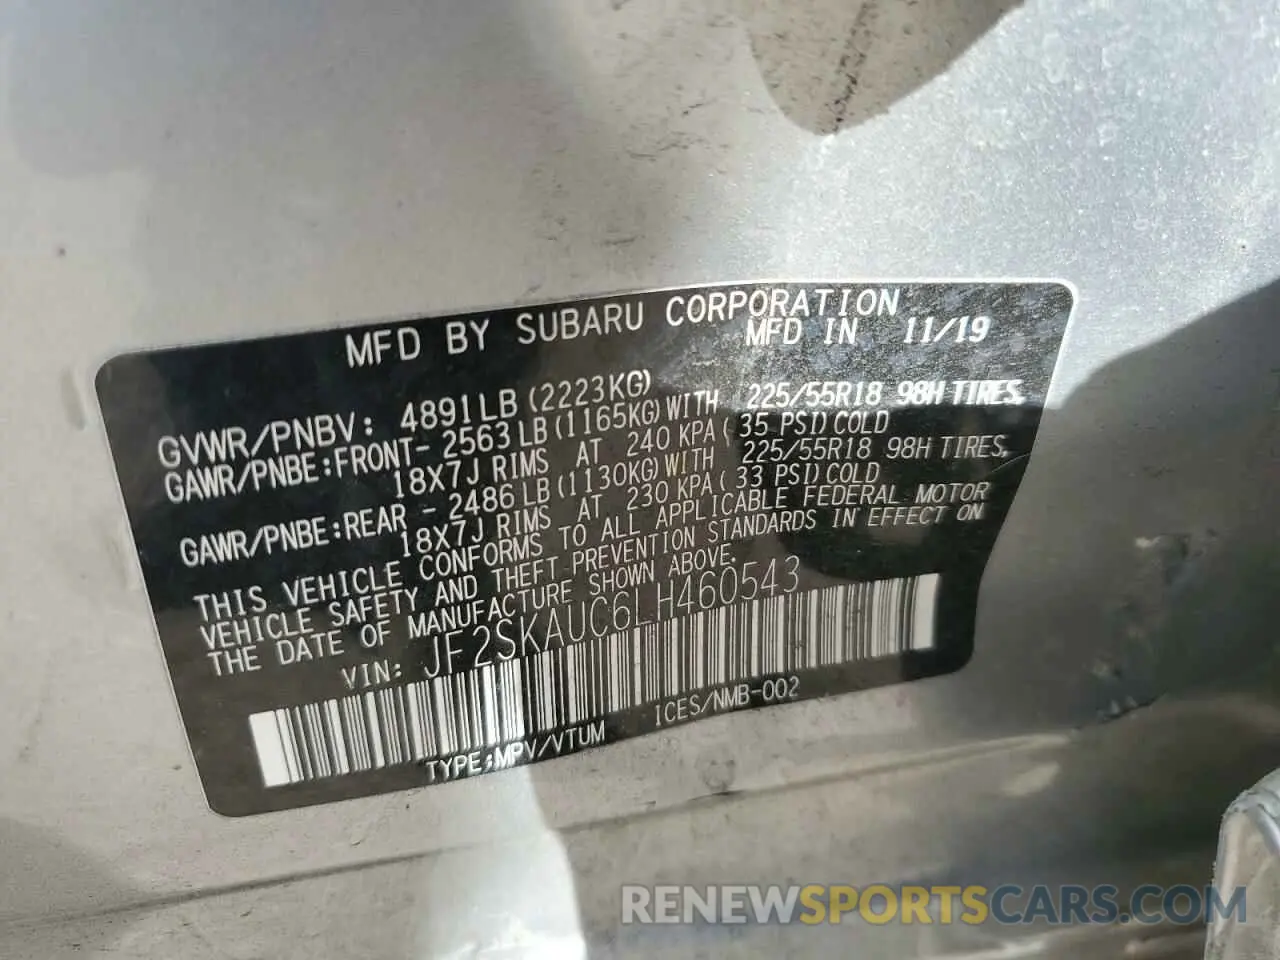 MFD BY SUBARU CORPORATION
MFD IN 11/19
GVWR/PNBV: 4891LB(2223KG)
GAWR/PNBE:FRONT- 2563LB(1165KG)WITH 225/55R18 98H TIRES,
18X7J RIMS AT 240 KPA(35 PSI)COLD
GAWR/PNBE:REAR - 2486LB(1130KG)WITH 225/55R18 98H TIRES,
18X7J RIMS AT 230 KPA(33 PSI)COLD
THIS VEHICLE CONFORMS TO ALL APPLICABLE FEDERAL MOTOR
VEHICLE SAFETY AND THEFT PREVENTION STANDARDS IN EFFECT ON
THE DATE OF MANUFACTURE SHOWN ABOVE.
VIN: JF2SKAUC6LH460543
TYPE:MPV/VTUM ICES/NMB-002
RENEWSPORTSCARS.COM